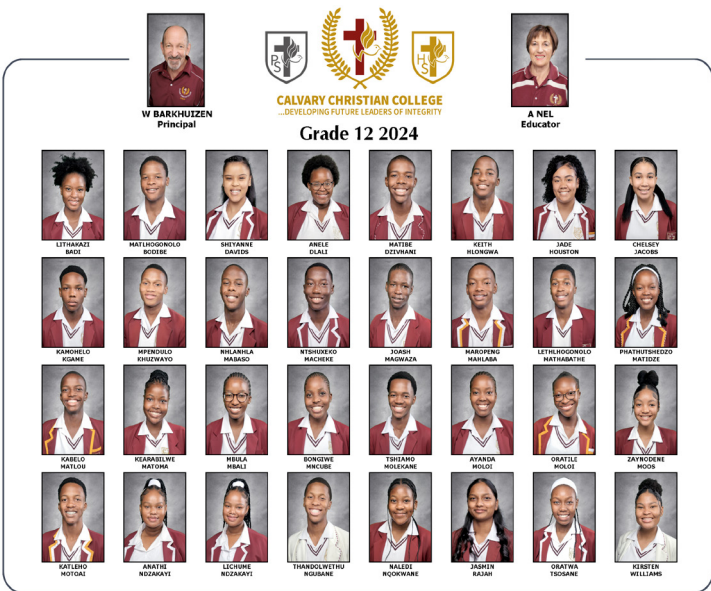 PS
HS
CALVARY CHRISTIAN COLLEGE
...DEVELOPING FUTURE LEADERS OF INTEGRITY
W BARKHUIZEN
Principal
A NEL
Educator
Grade 12 2024
LITHAKAZI
BADI
MATLHOGONOLO
BODIBE
SHIYANNE
DAVIDS
ANELE
DLALI
MATIBE
DZIVHANI
KEITH
HLONGWA
JADE
HOUSTON
CHELSEY
JACOBS
KAMOHELO
KGAME
MPENDULO
KHUZWAYO
NHLANHLA
MABASO
NTSHUXEKO
MACHEKE
JOASH
MAGWAZA
MAROPENG
MAHLABA
LETHLHOGONOLO
MATHABATHE
PHATHUTSHEDZO
MATIDZE
KABELO
MATLOU
KEARABILWE
MATOMA
MBULA
MBALI
BONGIWE
MNCUBE
TSHIAMO
MOLEKANE
AYANDA
MOLOI
ORATILE
MOLOI
ZAYNODENE
MOOS
KATLEHO
MOTOAI
ANATHI
NDZAKAYI
LICHUME
NDZAKAYI
THANDOLWETHU
NGUBANE
NALEDI
NQOKWANE
JASMIN
RAJAH
ORATWA
TSOSANE
KIRSTEN
WILLIAMS